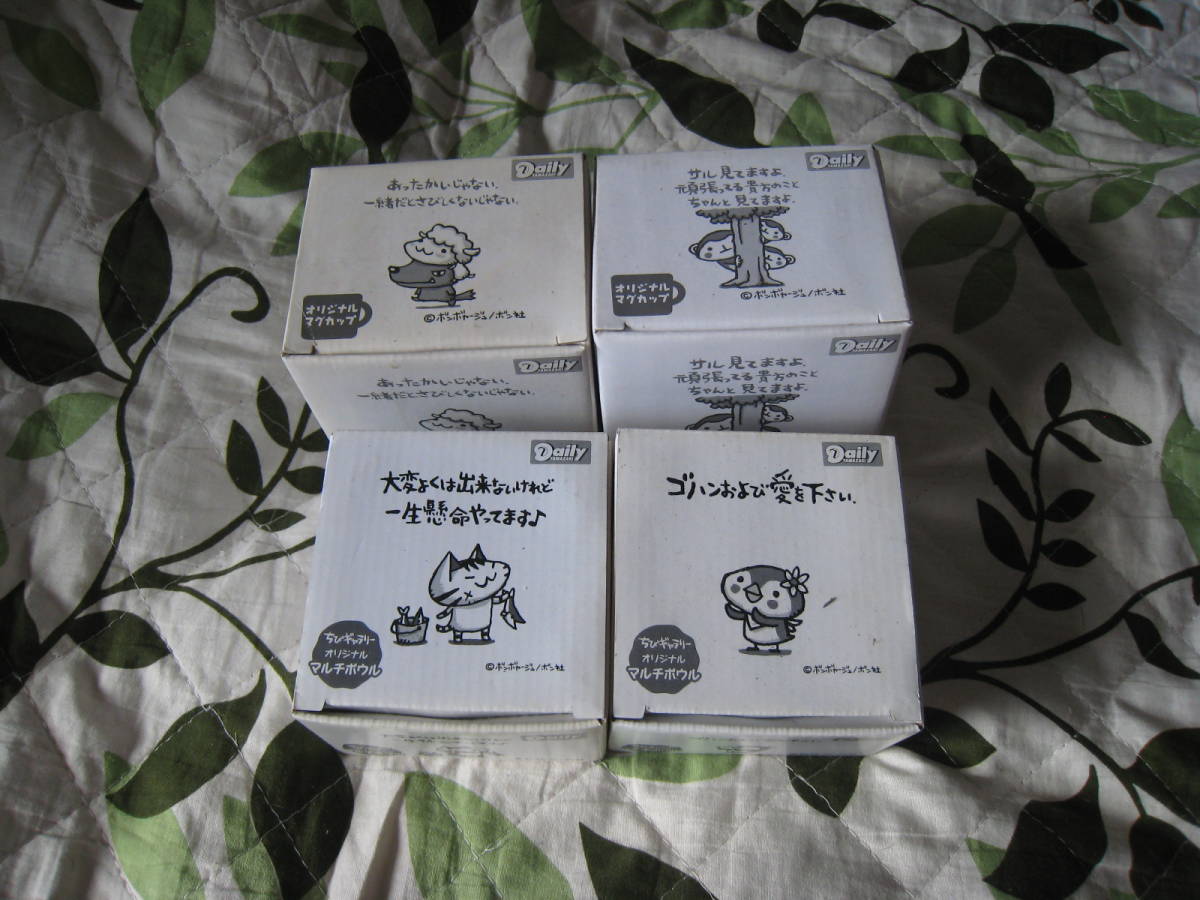 Daily
YAMAZAKI
あったかいじゃない。
一緒だとさびしくないじゃない。
オリジナル
マグカップ
©ボンボヤージュ/ボン社
Daily
YAMAZAKI
あったかいじゃない。
一緒だとさびしくないじゃない。
Daily
YAMAZAKI
サル見てますよ。
頑張ってる貴方のこと
ちゃんと見てますよ。
オリジナル
マグカップ
©ボンボヤージュ/ボン社
Daily
YAMAZAKI
サル見てますよ。
頑張ってる貴方のこと
ちゃんと見てますよ。
Daily
YAMAZAKI
大変よくは出来ないけれど
一生懸命やってます♪
ちびギャラリー
オリジナル
マルチボウル
©ボンボヤージュ/ボン社
Daily
YAMAZAKI
ゴハンおよび愛を下さい。
ちびギャラリー
オリジナル
マルチボウル
©ボンボヤージュ/ボン社